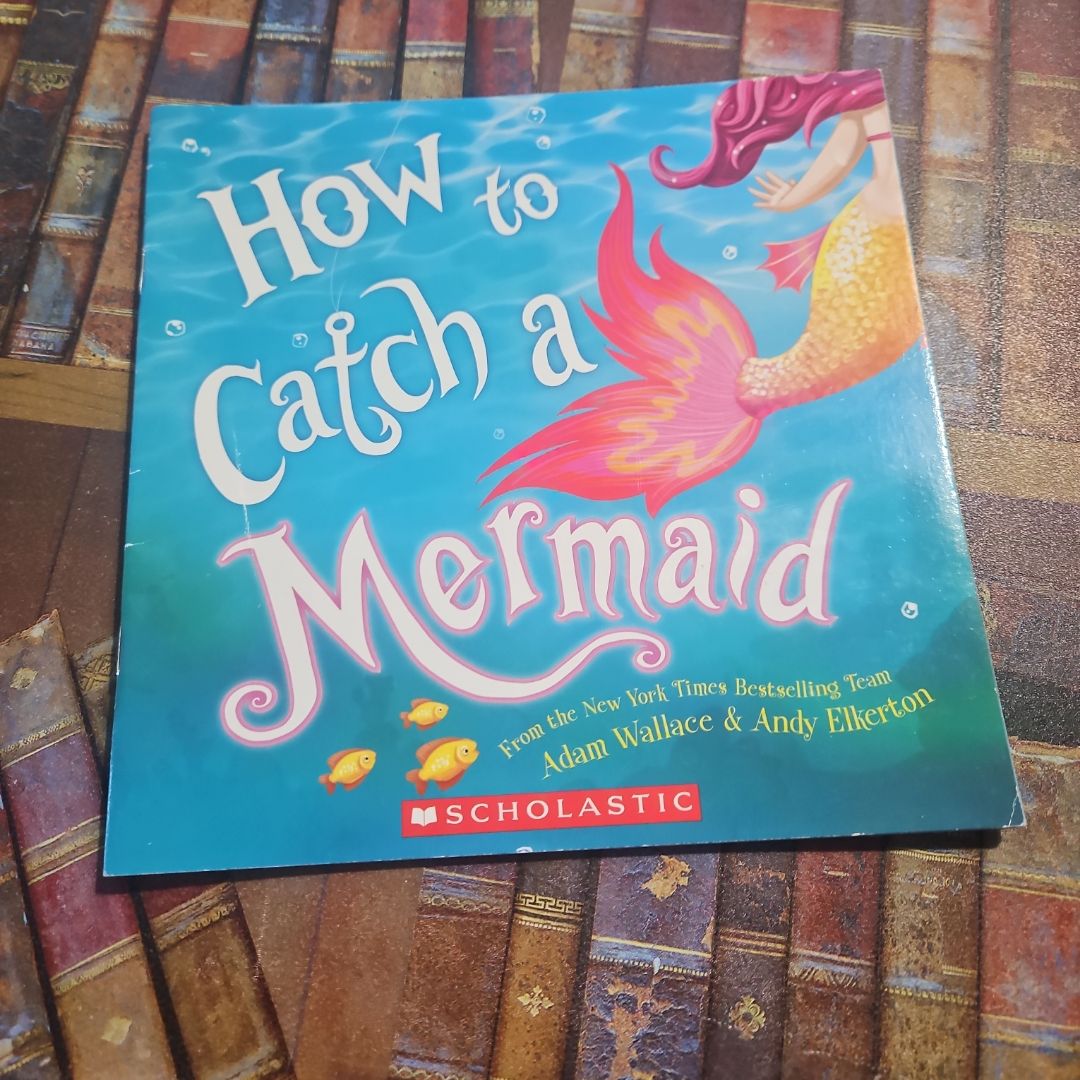 How to
Catch a
Mermaid
From the New York Times Bestselling Team
Adam Wallace & Andy Elkerton
SCHOLASTIC